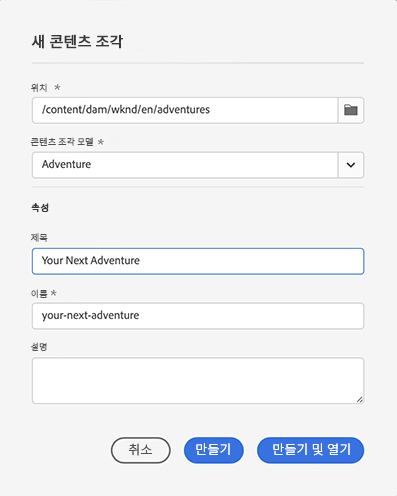 새 콘텐츠 조각
위치 *
/content/dam/wknd/en/adventures
콘텐츠 조각 모델 *
Adventure
속성
제목
Your Next Adventure
이름 *
your-next-adventure
설명
취소 만들기 만들기 및 열기